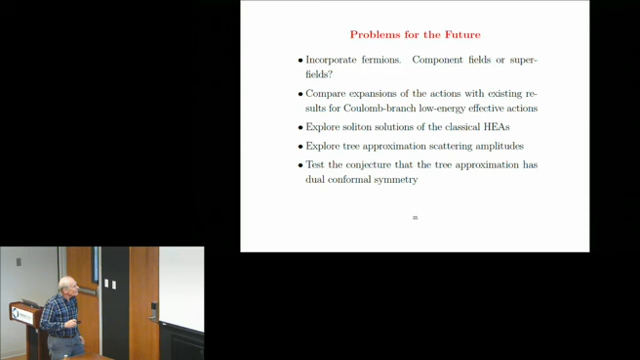 Problems for the Future
• Incorporate fermions. Component fields or super-
fields?
• Compare expansions of the actions with existing re-
sults for Coulomb-branch low-energy effective actions
• Explore soliton solutions of the classical HEAs
• Explore tree approximation scattering amplitudes
• Test the conjecture that the tree approximation has
dual conformal symmetry